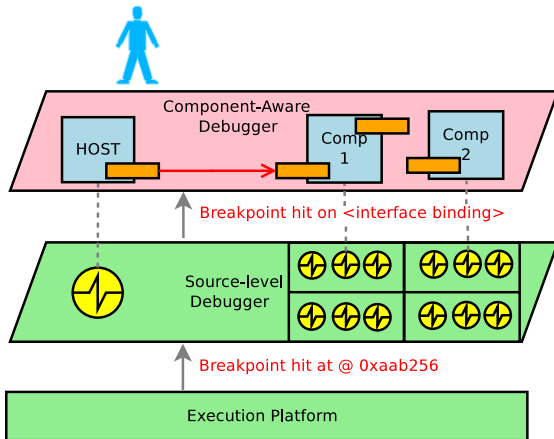 Component-Aware
Debugger
HOST
Comp
1
Comp
2
Breakpoint hit on <interface binding>
Source-level
Debugger
Breakpoint hit at @ 0xaab256
Execution Platform